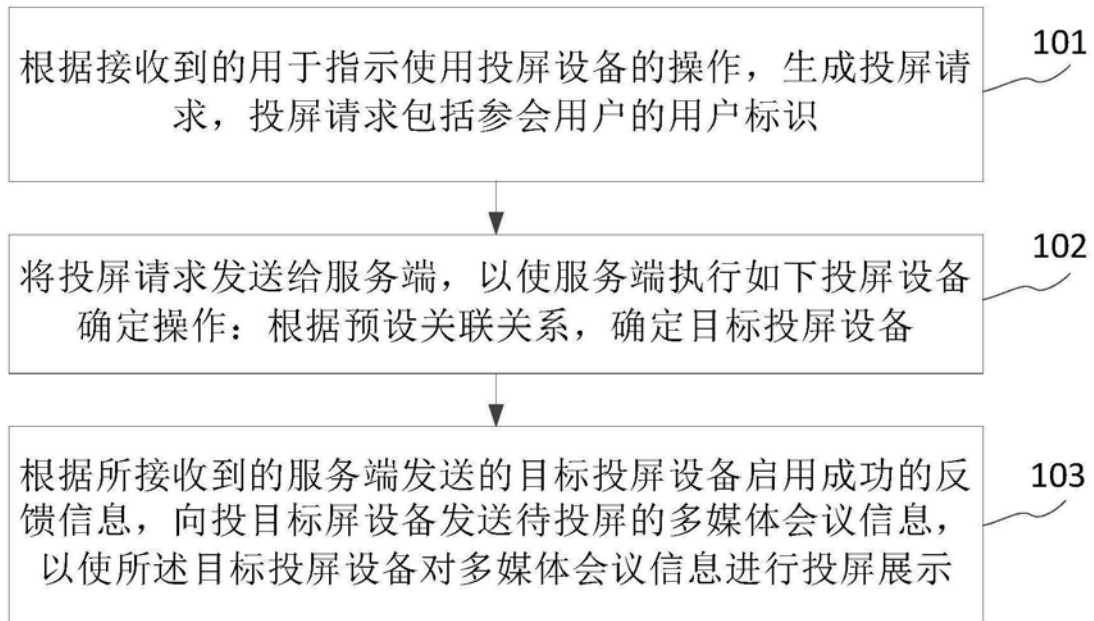 101
根据接收到的用于指示使用投屏设备的操作，生成投屏请
求，投屏请求包括参会用户的用户标识
102
将投屏请求发送给服务端，以使服务端执行如下投屏设备
确定操作：根据预设关联关系，确定目标投屏设备
103
根据所接收到的服务端发送的目标投屏设备启用成功的反
馈信息，向投目标屏设备发送待投屏的多媒体会议信息，
以使所述目标投屏设备对多媒体会议信息进行投屏展示